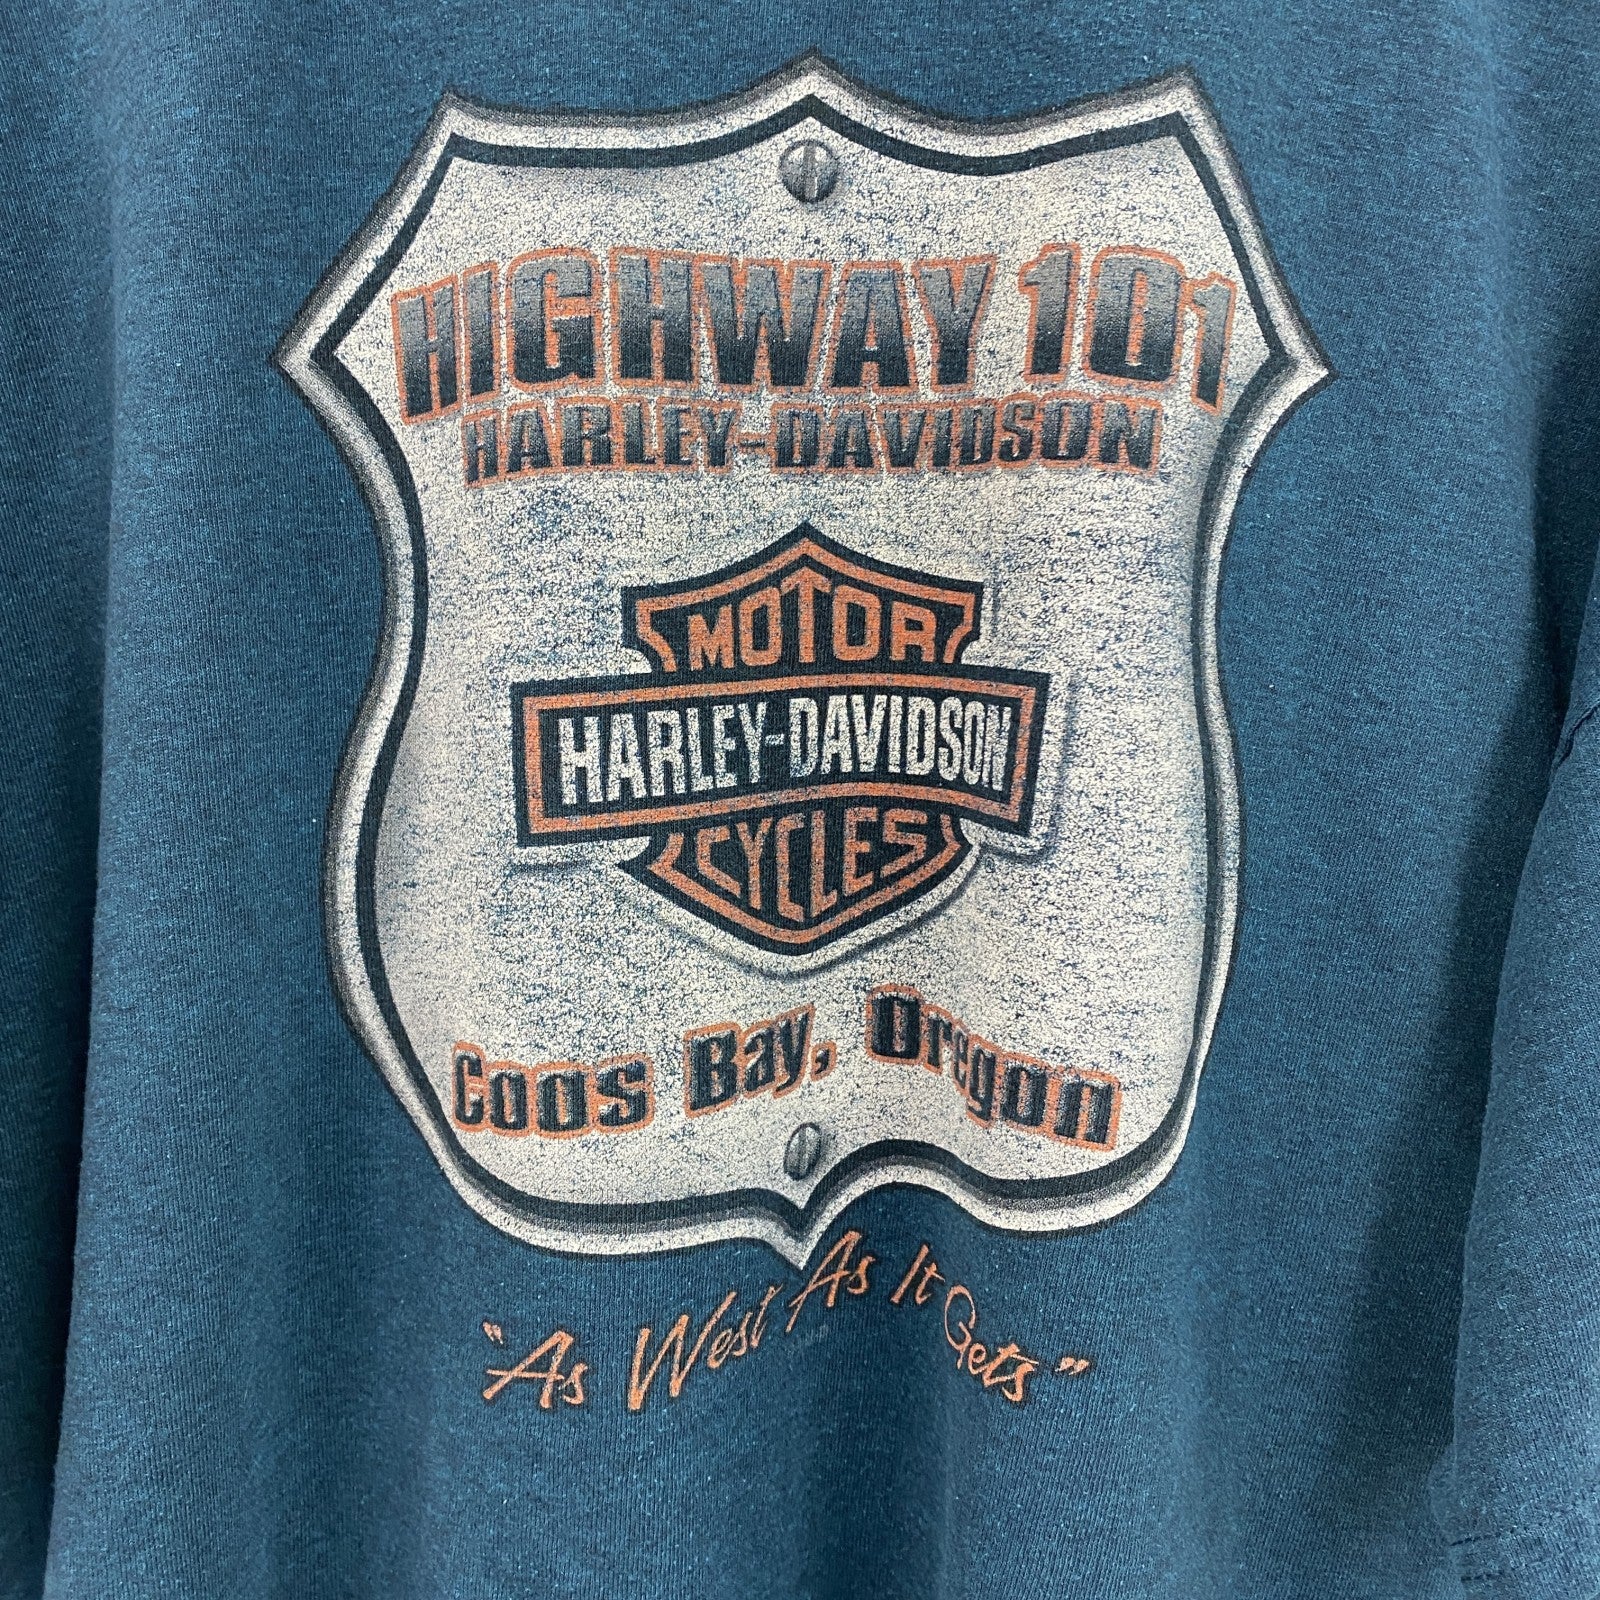 HIGHWAY 101
HARLEY-DAVIDSON
MOTOR
HARLEY-DAVIDSON
CYCLES
Coos Bay, Oregon
"As West As It Gets"